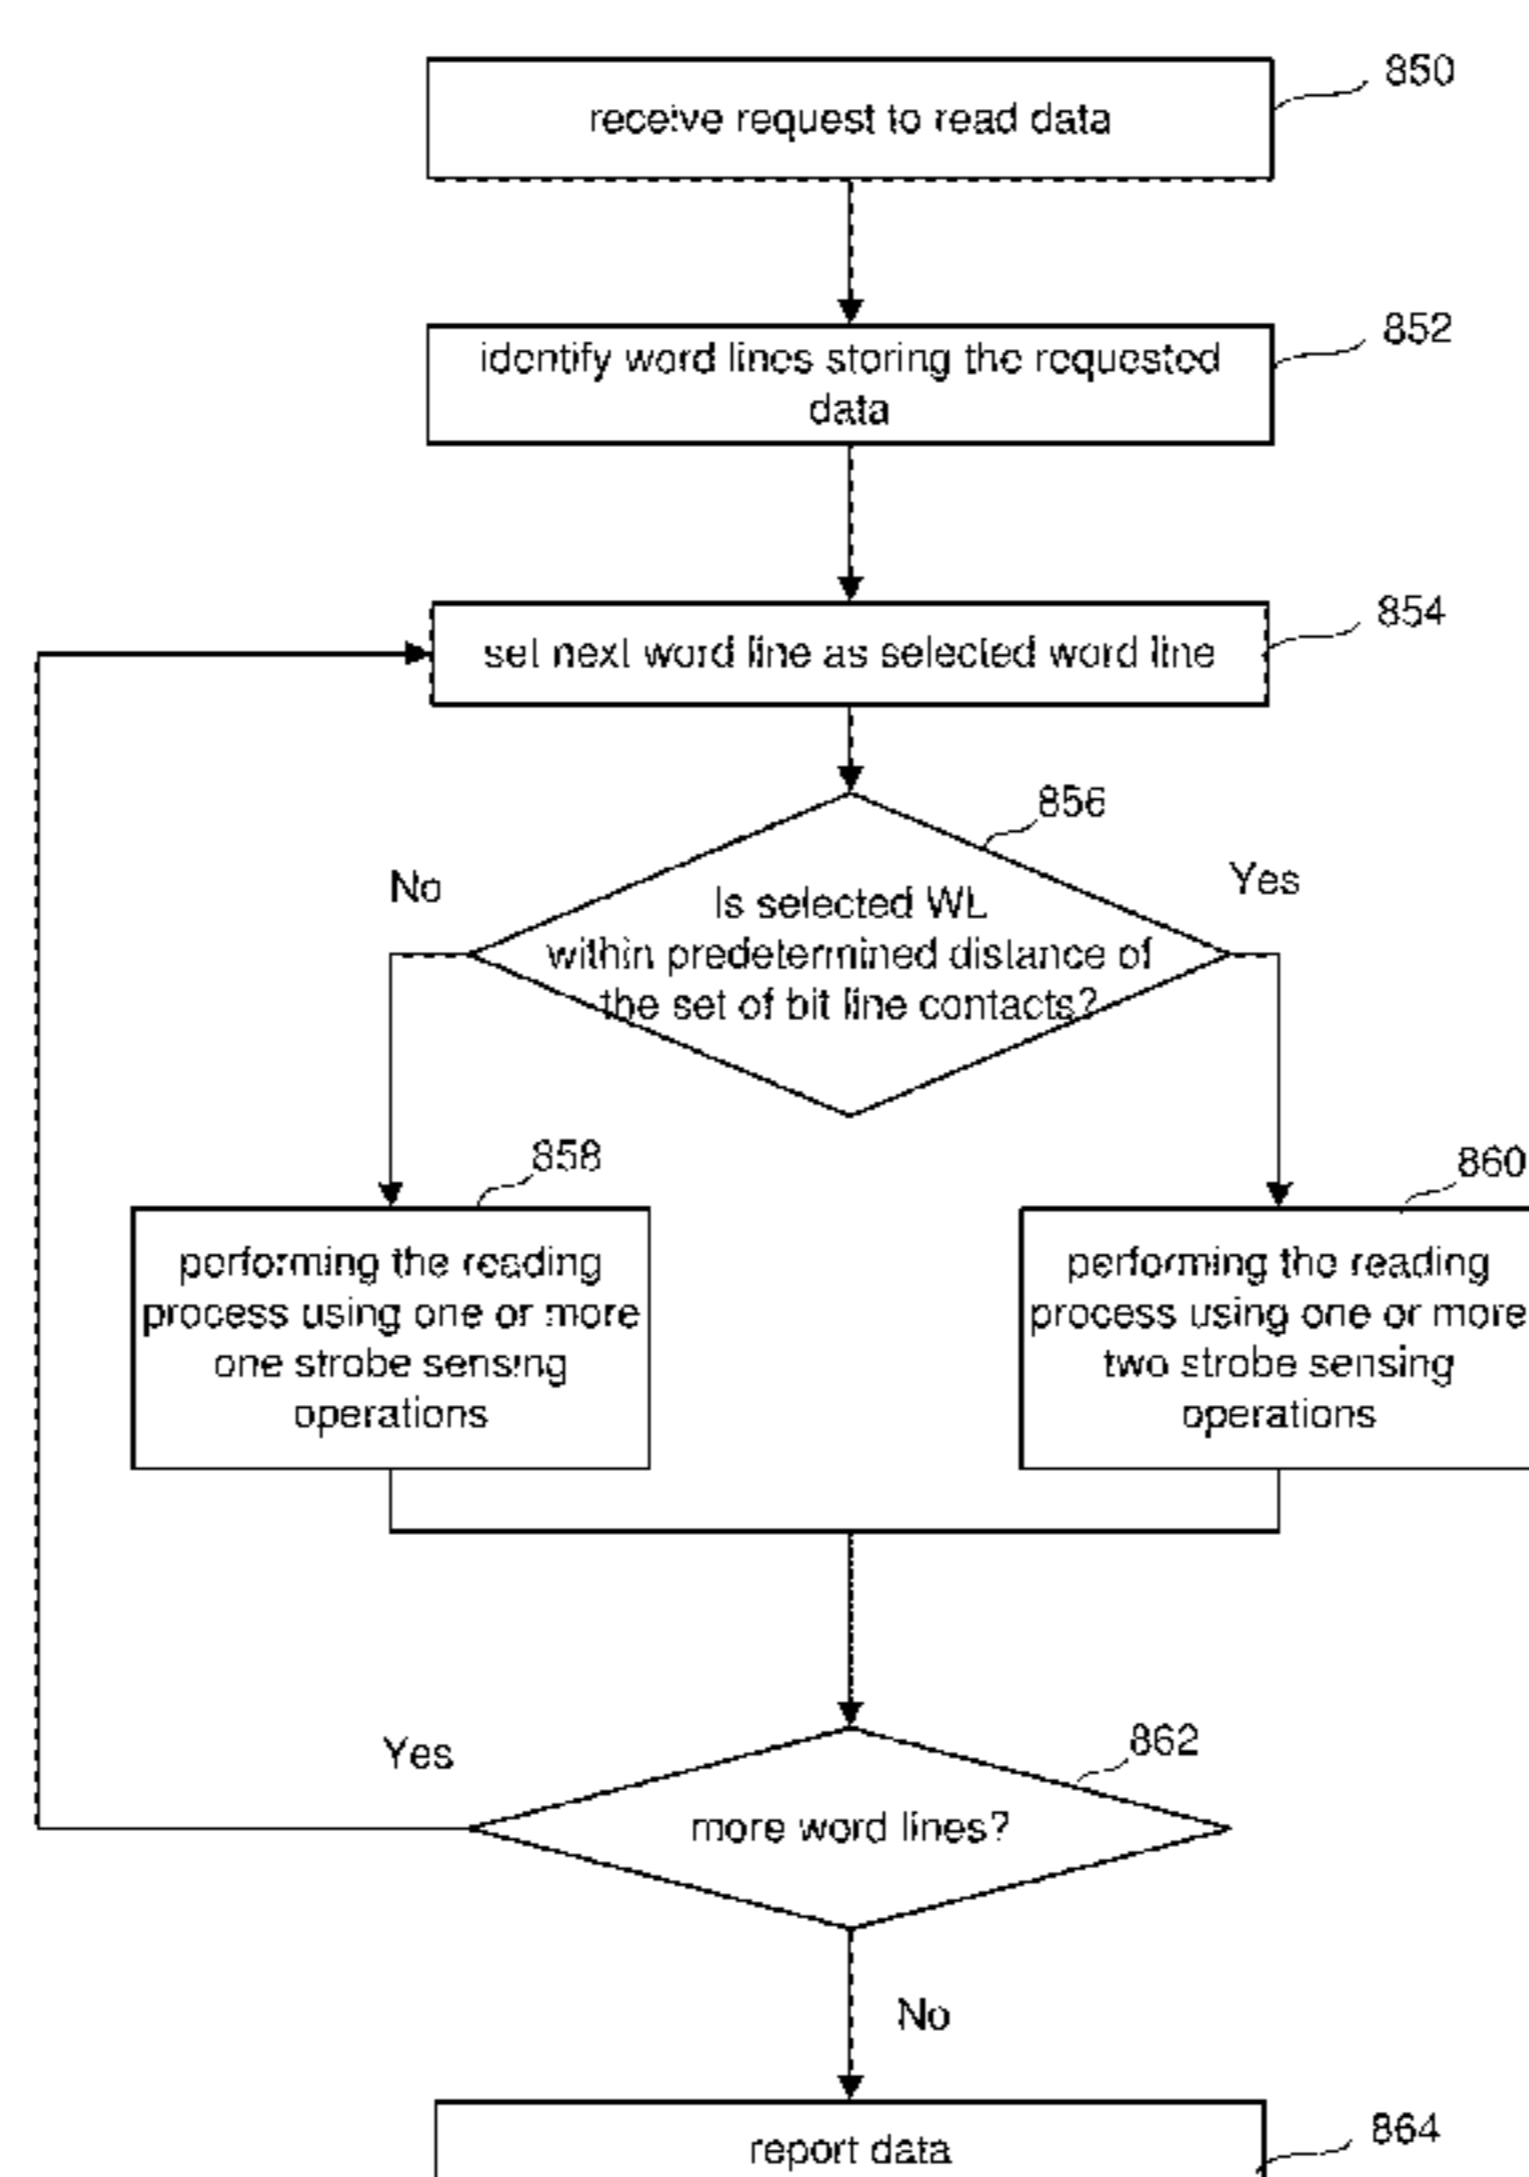 850
receive request to read data
852
identify word lines storing the requested
data
854
set next word line as selected word line
856
No
Yes
Is selected WL
within predetermined distance of
the set of bit line contacts?
858
860
performing the reading
process using one or more
one strobe sensing
operations
performing the reading
process using one or more
two strobe sensing
operations
862
Yes
more word lines?
No
864
report data